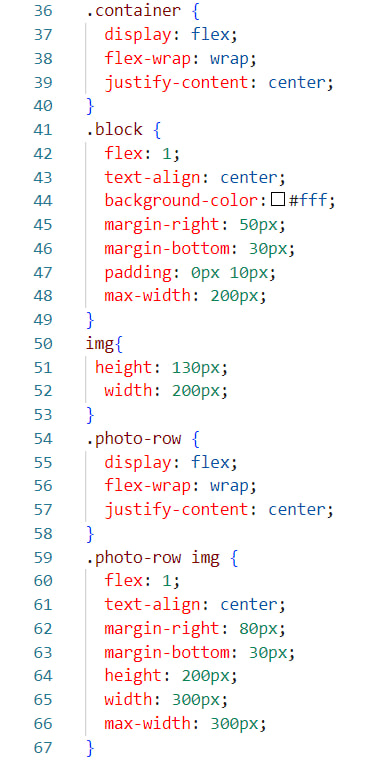 36 .container {
37 display: flex;
38 flex-wrap: wrap;
39 justify-content: center;
40 }
41 .block {
42 flex: 1;
43 text-align: center;
44 background-color: #fff;
45 margin-right: 50px;
46 margin-bottom: 30px;
47 padding: 0px 10px;
48 max-width: 200px;
49 }
50 img{
51 height: 130px;
52 width: 200px;
53 }
54 .photo-row {
55 display: flex;
56 flex-wrap: wrap;
57 justify-content: center;
58 }
59 .photo-row img {
60 flex: 1;
61 text-align: center;
62 margin-right: 80px;
63 margin-bottom: 30px;
64 height: 200px;
65 width: 300px;
66 max-width: 300px;
67 }